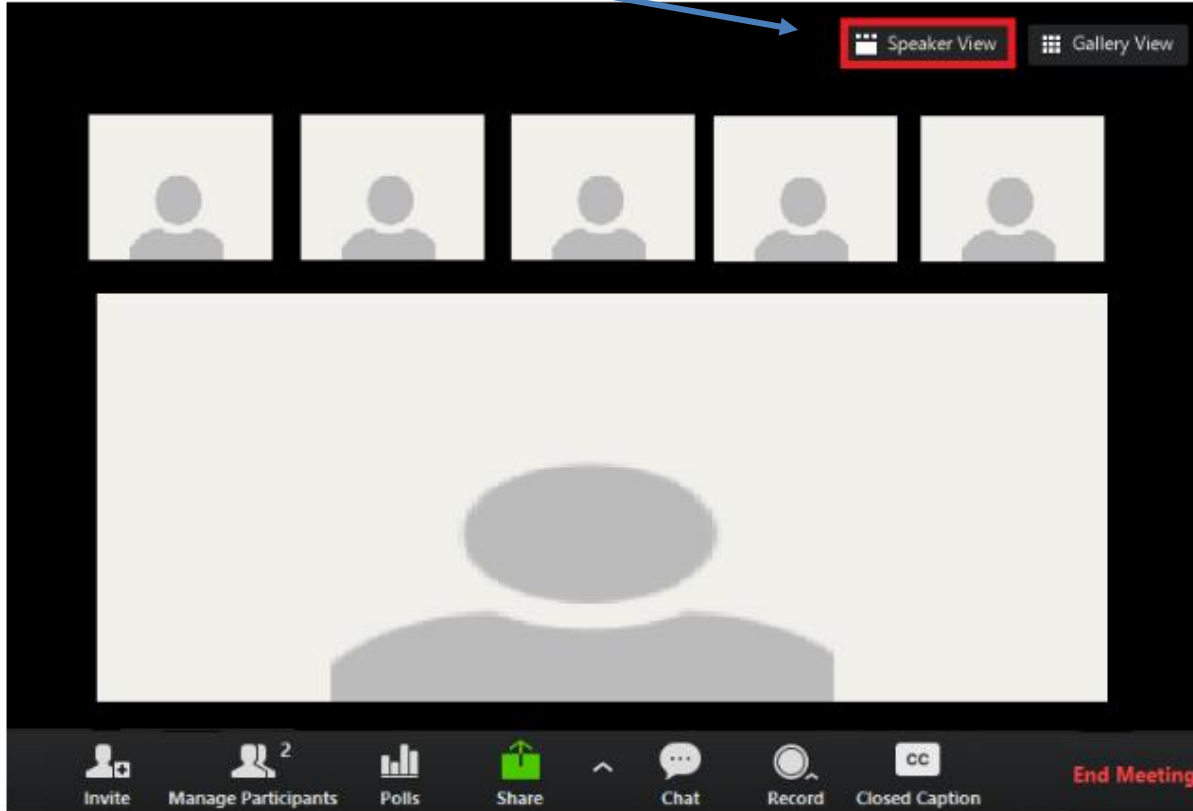 Speaker View Gallery View
2
Invite Manage Participants Polls Share Chat Record CC Closed Caption End Meeting